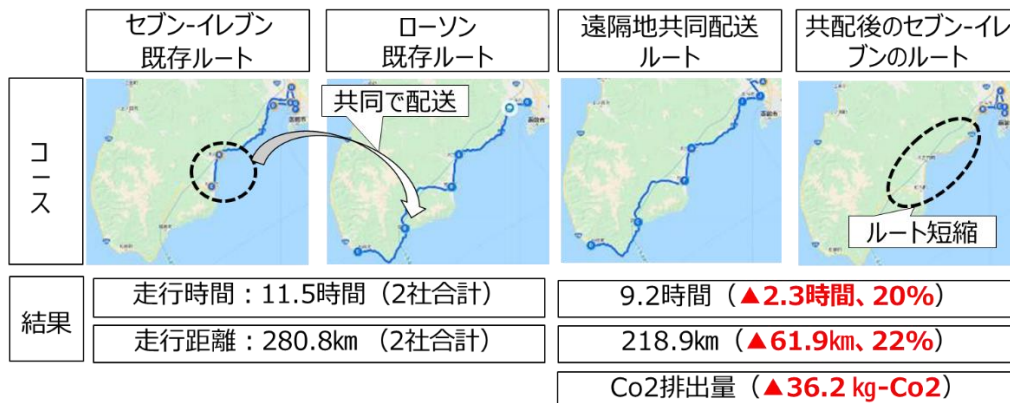 セブン-イレブン
既存ルート
ローソン
既存ルート
遠隔地共同配送
ルート
共配後のセブン-イレ
ブンのルート
コース
共同で配送
ルート短縮
結果
走行時間：11.5時間（2社合計）
9.2時間（▲2.3時間、20%）
走行距離：280.8㎞（2社合計）
218.9㎞（▲61.9㎞、22%）
Co2排出量（▲36.2 ㎏-Co2）